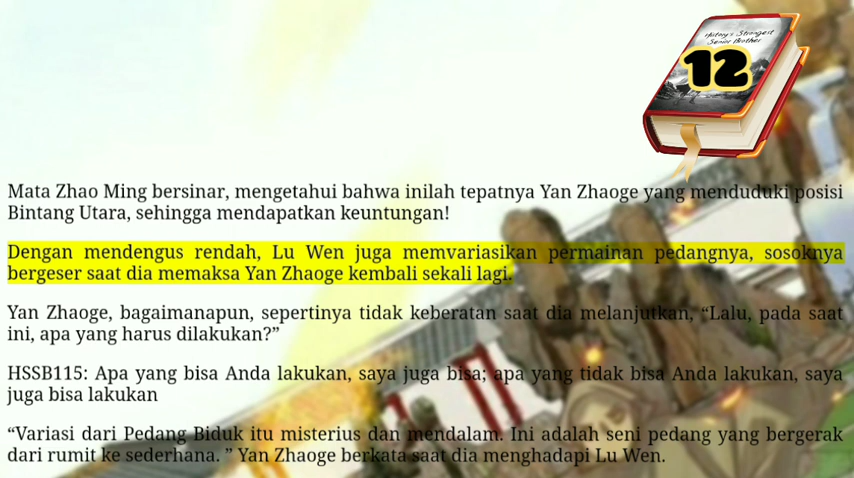 History's Strongest
Senior Brother
12
Mata Zhao Ming bersinar, mengetahui bahwa inilah tepatnya Yan Zhaoge yang menduduki posisi
Bintang Utara, sehingga mendapatkan keuntungan!
Dengan mendengus rendah, Lu Wen juga memvariasikan permainan pedangnya, sosoknya
bergeser saat dia memaksa Yan Zhaoge kembali sekali lagi.
Yan Zhaoge, bagaimanapun, sepertinya tidak keberatan saat dia melanjutkan, “Lalu, pada saat
ini, apa yang harus dilakukan?”
HSSB115: Apa yang bisa Anda lakukan, saya juga bisa; apa yang tidak bisa Anda lakukan, saya
juga bisa lakukan
“Variasi dari Pedang Biduk itu misterius dan mendalam. Ini adalah seni pedang yang bergerak
dari rumit ke sederhana. ” Yan Zhaoge berkata saat dia menghadapi Lu Wen.